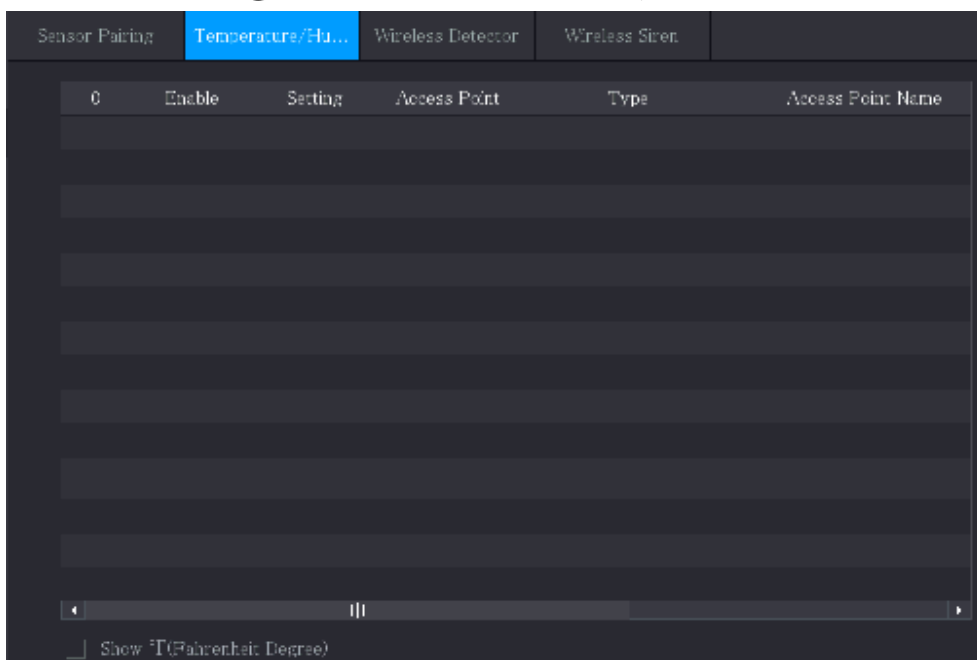 Sensor Pairing Temperature/Hu... Wireless Detector Wireless Siren
0 Enable Setting Access Point Type Access Point Name
Show °F(Fahrenheit Degree)